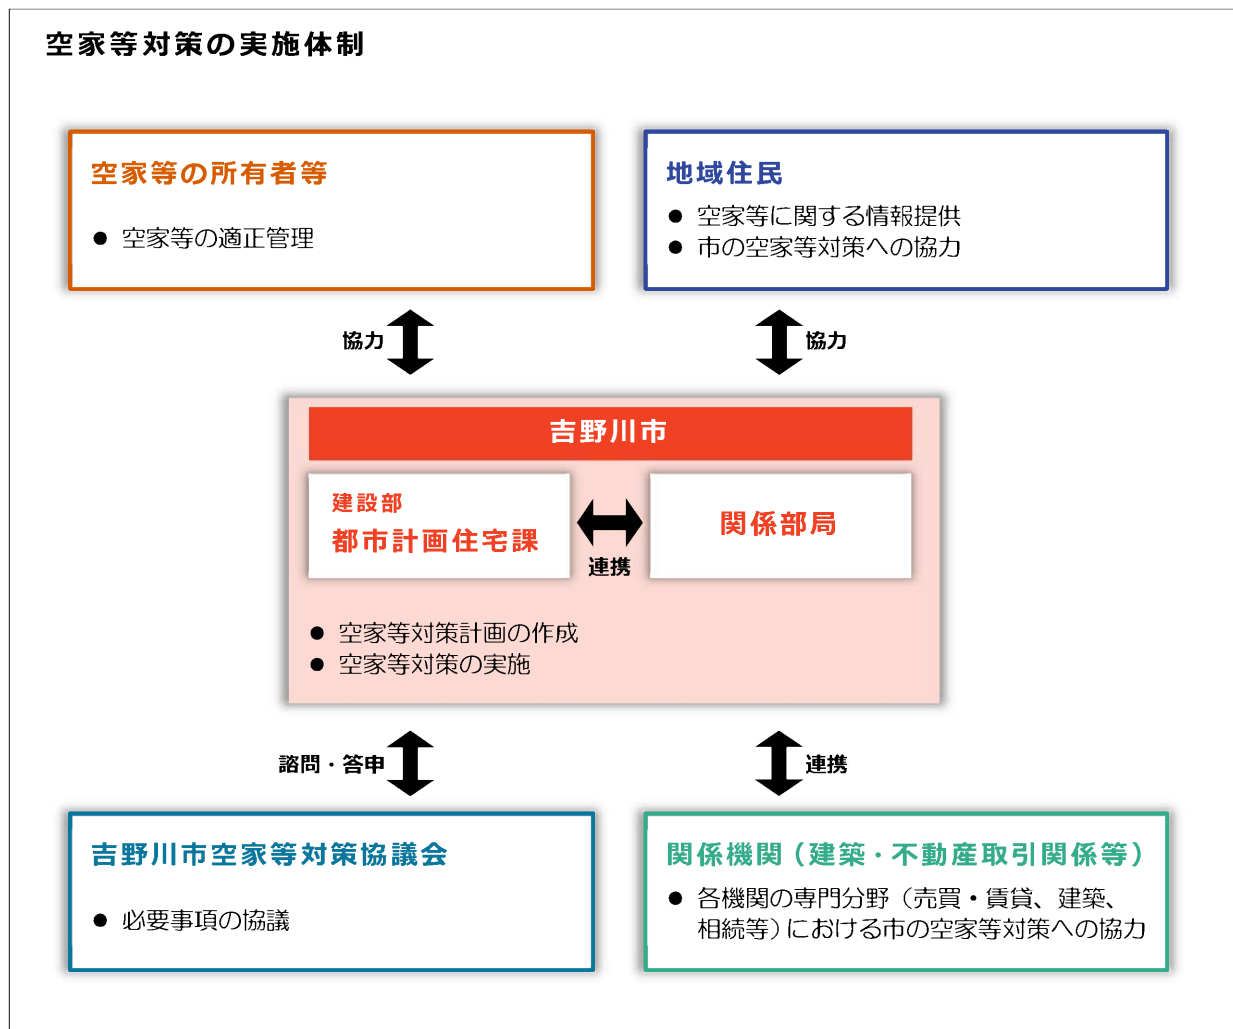 空家等対策の実施体制
空家等の所有者等
● 空家等の適正管理
地域住民
● 空家等に関する情報提供
● 市の空家等対策への協力
協力
協力
吉野川市
建設部
都市計画住宅課
連携
関係部局
● 空家等対策計画の作成
● 空家等対策の実施
諮問・答申
連携
吉野川市空家等対策協議会
● 必要事項の協議
関係機関（建築・不動産取引関係等）
● 各機関の専門分野（売買・賃貸、建築、
相続等）における市の空家等対策への協力